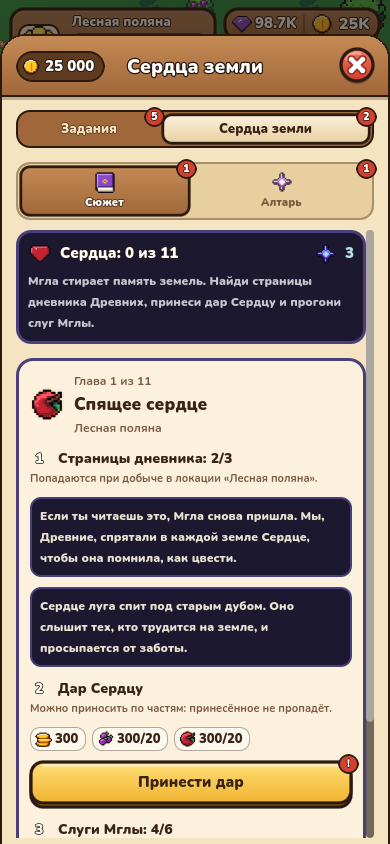 Лесная поляна
98.7K
25K
25 000
Сердца земли
Задания
5
Сердца земли
2
Сюжет
1
Алтарь
1
Сердца: 0 из 11
3
Мгла стирает память земель. Найди страницы
дневника Древних, принеси дар Сердцу и прогони
слуг Мглы.
Глава 1 из 11
Спящее сердце
Лесная поляна
1 Страницы дневника: 2/3
Попадаются при добыче в локации «Лесная поляна».
Если ты читаешь это, Мгла снова пришла. Мы,
Древние, спрятали в каждой земле Сердце,
чтобы она помнила, как цвести.
Сердце луга спит под старым дубом. Оно
слышит тех, кто трудится на земле, и
просыпается от заботы.
2 Дар Сердцу
Можно приносить по частям: принесённое не пропадёт.
300
300/20
300/20
Принести дар
!
3 Слуги Мглы: 4/6